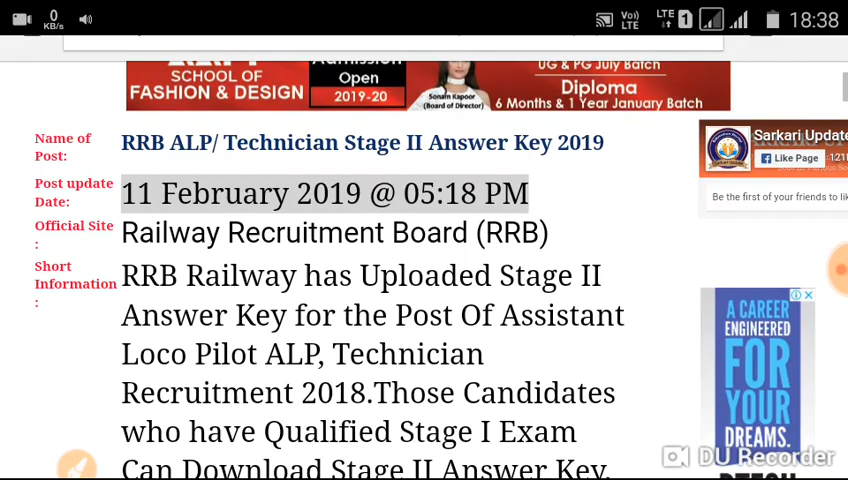 0
KB/s
Vo)
LTE
LTE
1
18:38
SCHOOL OF
FASHION & DESIGN
Admission
Open
2019-20
Sonam Kapoor
(Board of Director)
UG & PG July Batch
Diploma
6 Months & 1 Year January Batch
Name of
Post:
RRB ALP/ Technician Stage II Answer Key 2019
Post update
Date:
11 February 2019 @ 05:18 PM
Official Site
:
Railway Recruitment Board (RRB)
Short
Information
:
RRB Railway has Uploaded Stage II
Answer Key for the Post Of Assistant
Loco Pilot ALP, Technician
Recruitment 2018.Those Candidates
who have Qualified Stage I Exam
Can Download Stage II Answer Key.
Sarkari Update
Like Page
121
Be the first of your friends to lik
A CAREER
ENGINEERED
FOR
YOUR
DREAMS.
DU Recorder